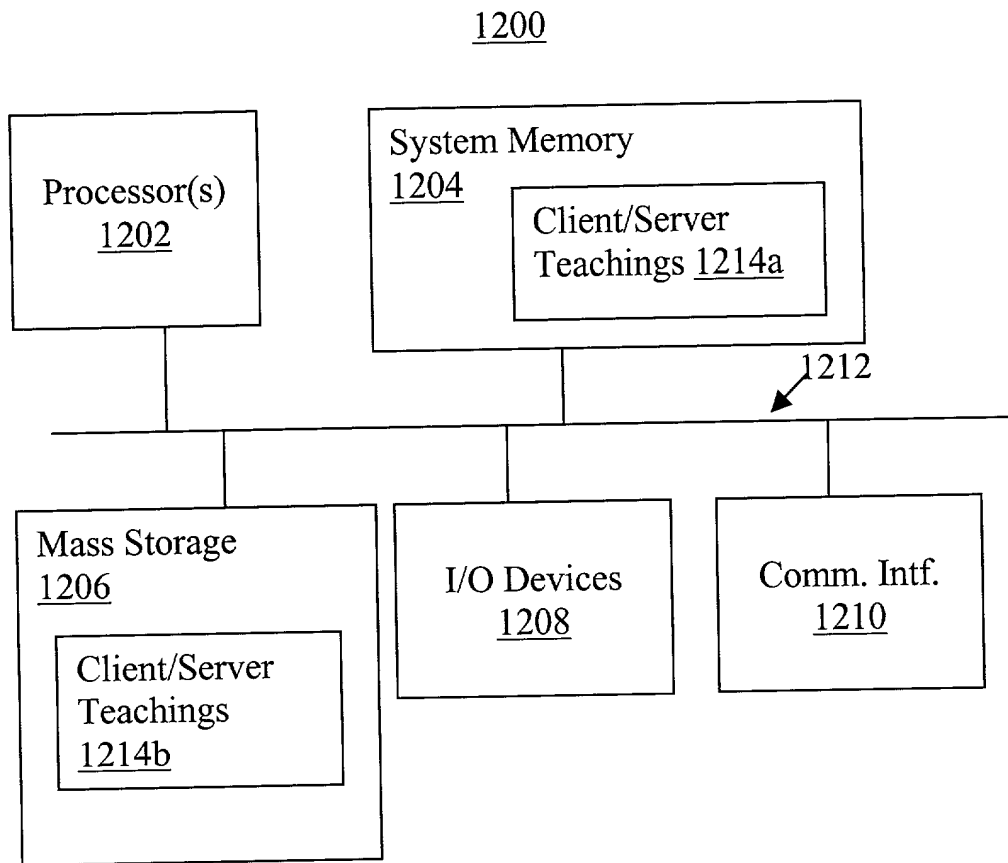 1200
Processor(s)
1202
System Memory
1204
Client/Server
Teachings 1214a
1212
Mass Storage
1206
Client/Server
Teachings
1214b
I/O Devices
1208
Comm. Intf.
1210